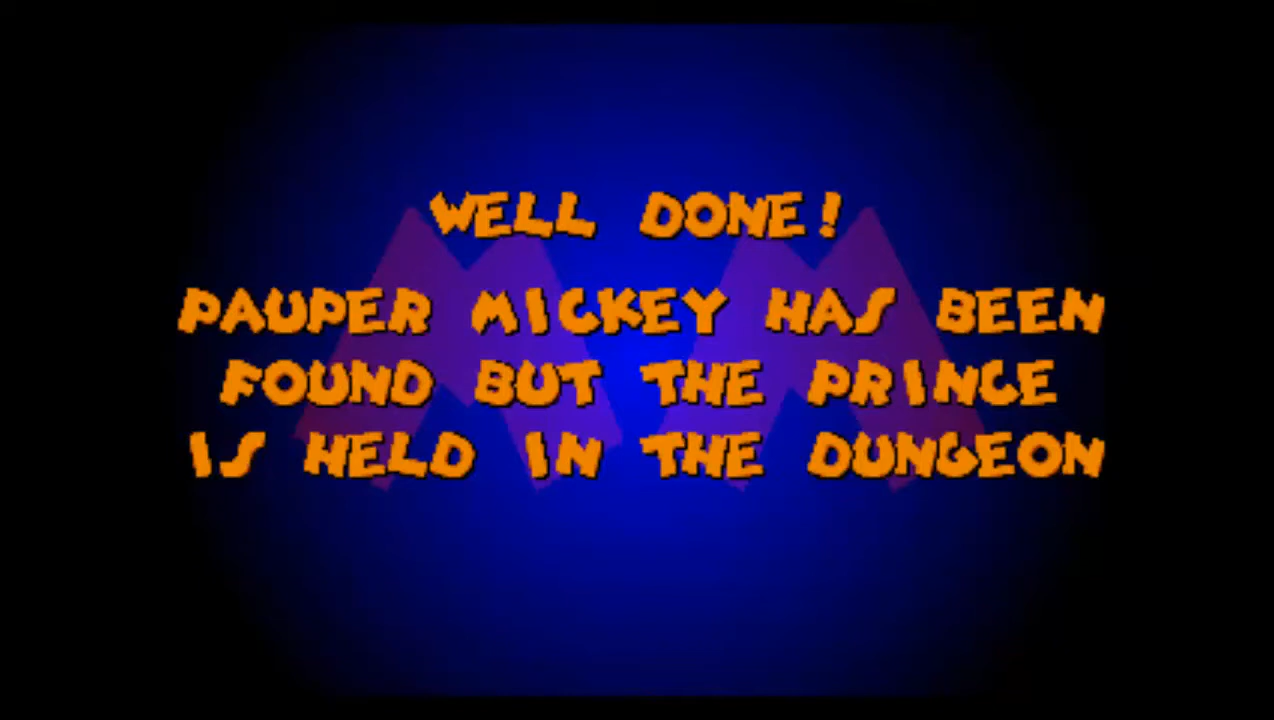 WELL DONE!
PAUPER MICKEY HAS BEEN
FOUND BUT THE PRINCE
IS HELD IN THE DUNGEON